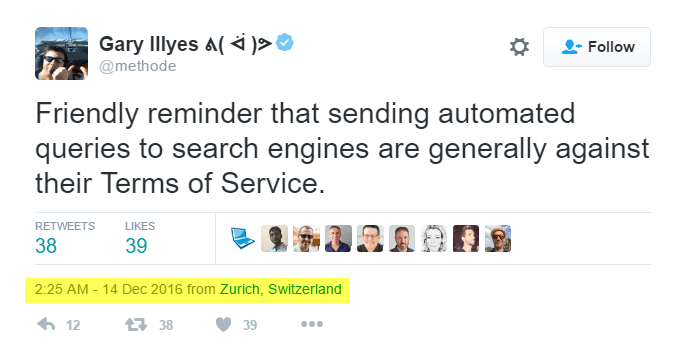 Gary Illyes ᕕ( ᐛ )ᕗ
@methode
Follow
Friendly reminder that sending automated
queries to search engines are generally against
their Terms of Service.
RETWEETS LIKES
38 39
2:25 AM - 14 Dec 2016 from Zurich, Switzerland
12 38 39 •••